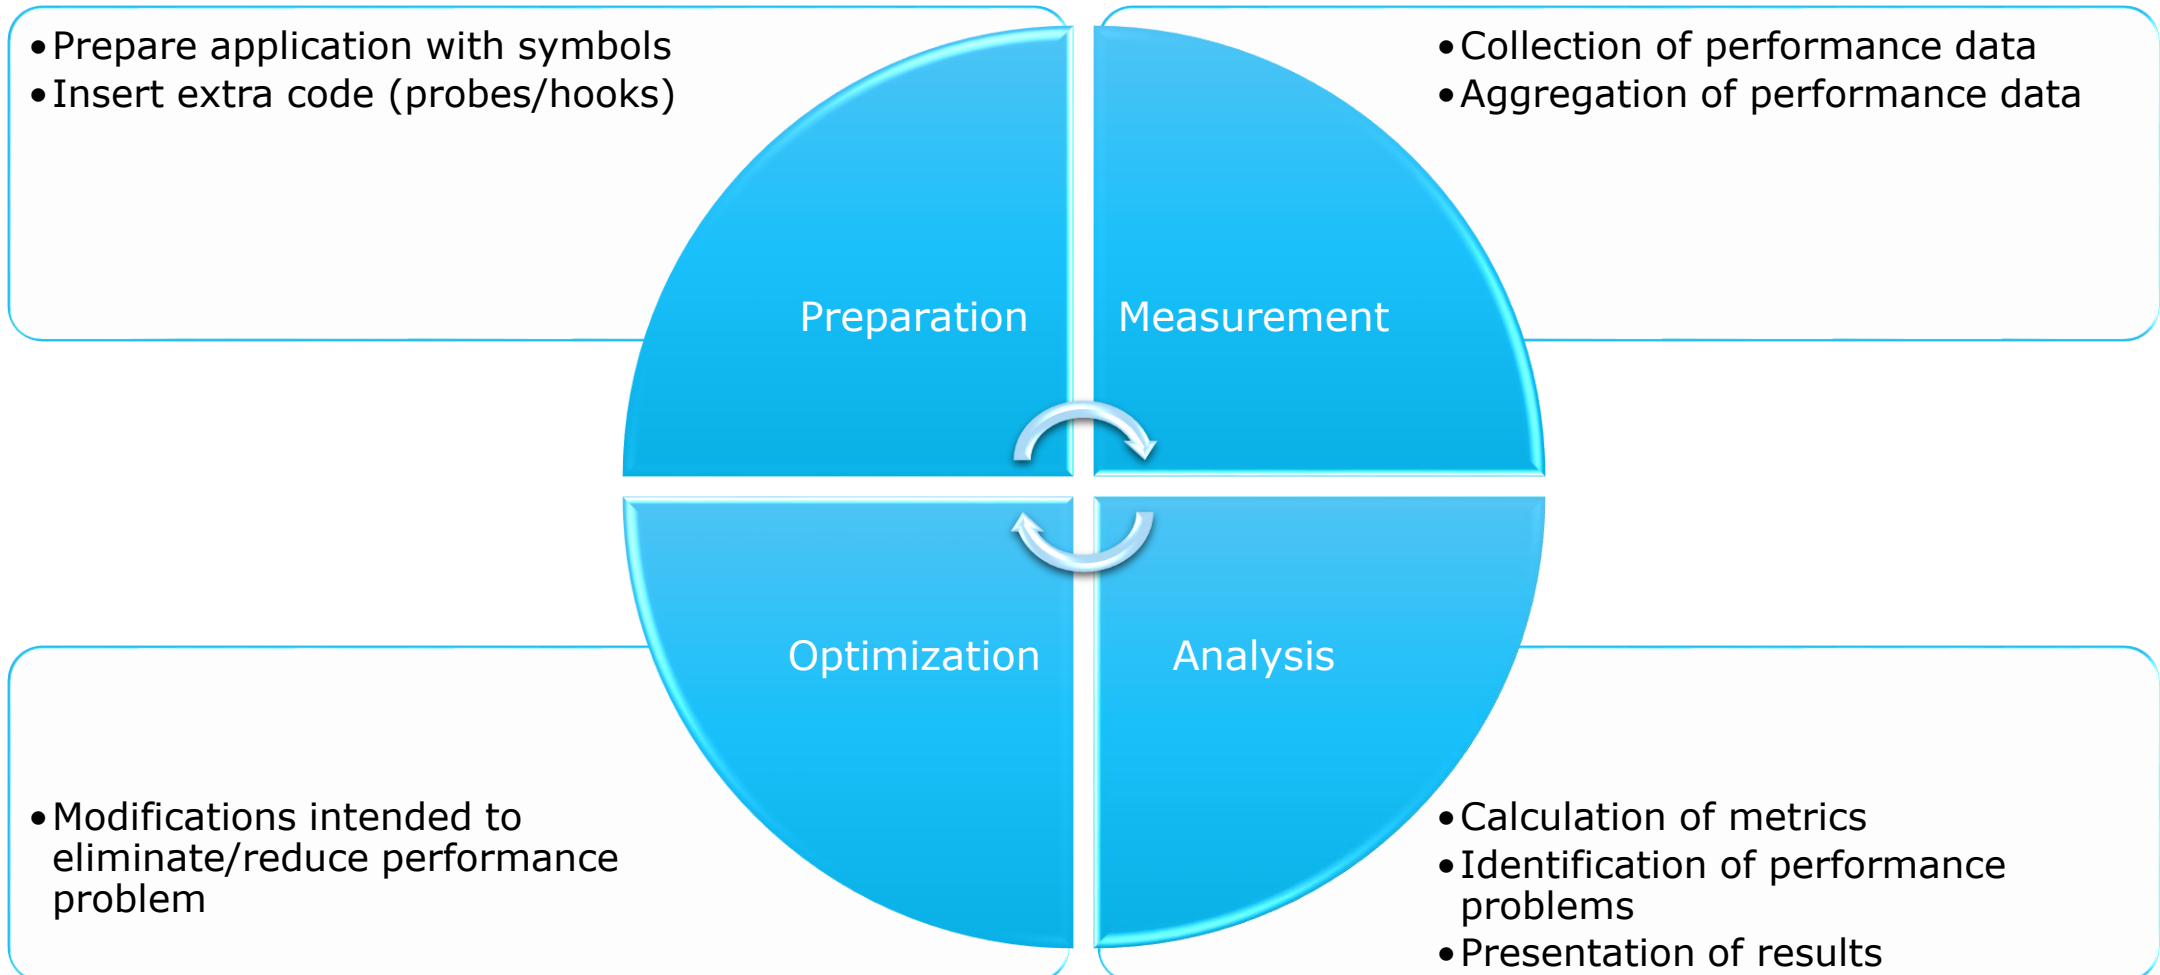 •Prepare application with symbols
•Insert extra code (probes/hooks)
•Collection of performance data
•Aggregation of performance data
Preparation
Measurement
Optimization
Analysis
•Modifications intended to
eliminate/reduce performance
problem
•Calculation of metrics
•Identification of performance
problems
•Presentation of results